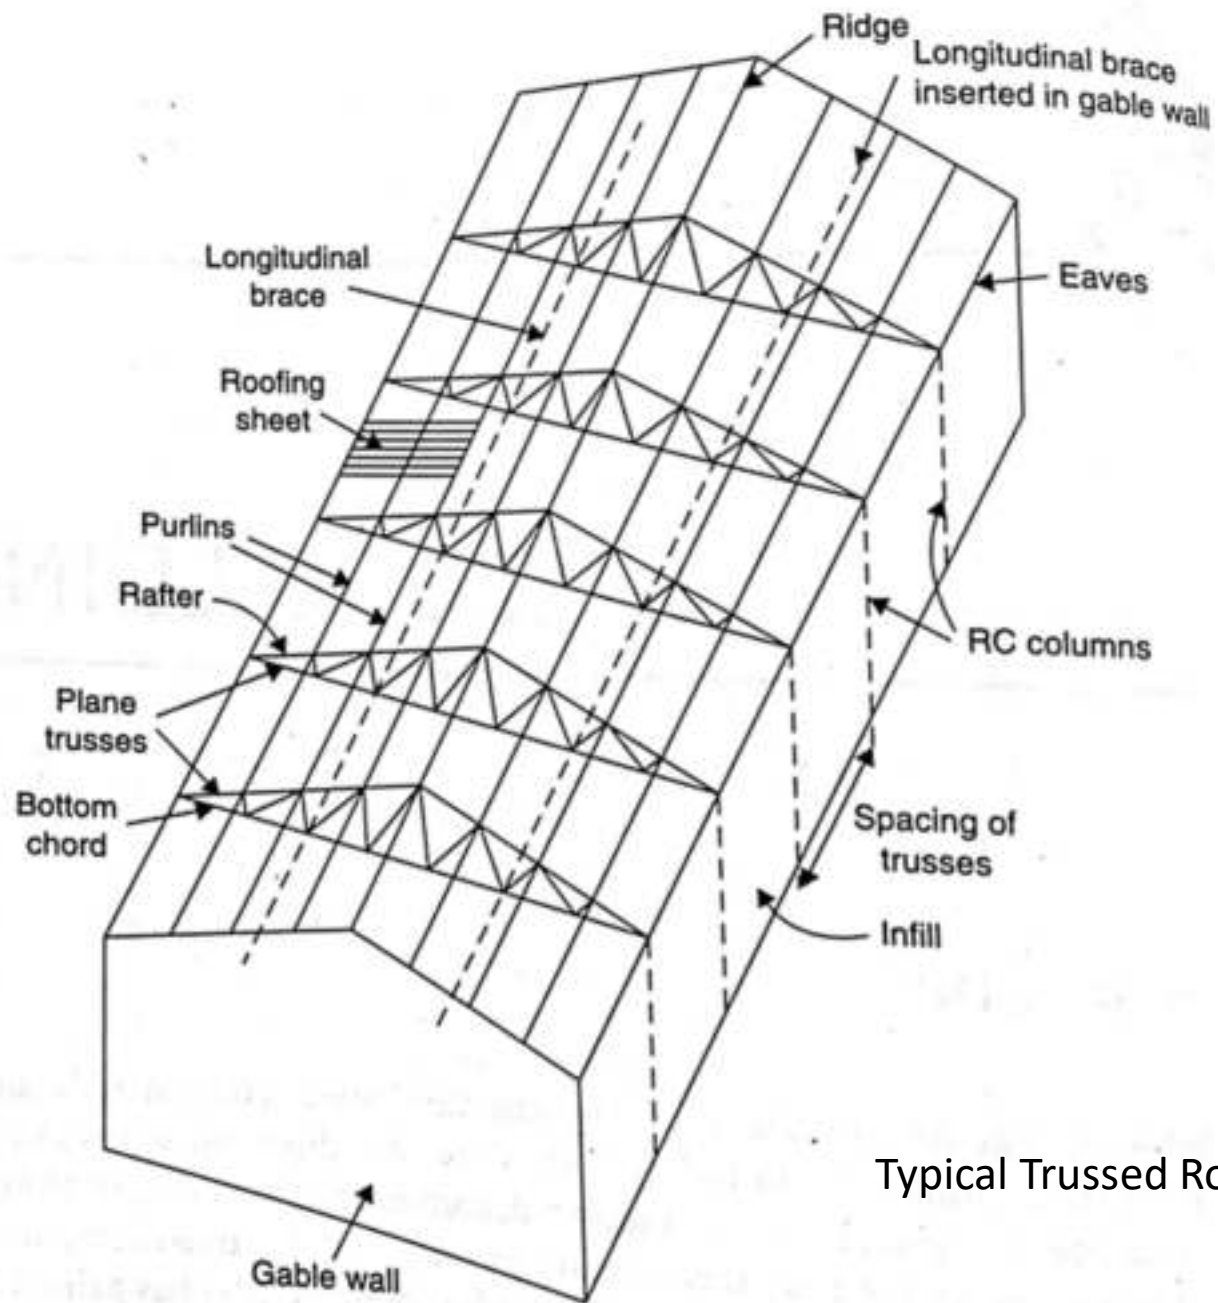 Ridge
Longitudinal brace
inserted in gable wall
Longitudinal
brace
Eaves
Roofing
sheet
Purlins
Rafter
RC columns
Plane
trusses
Bottom
chord
Spacing of
trusses
Infill
Typical Trussed Ro
Gable wall